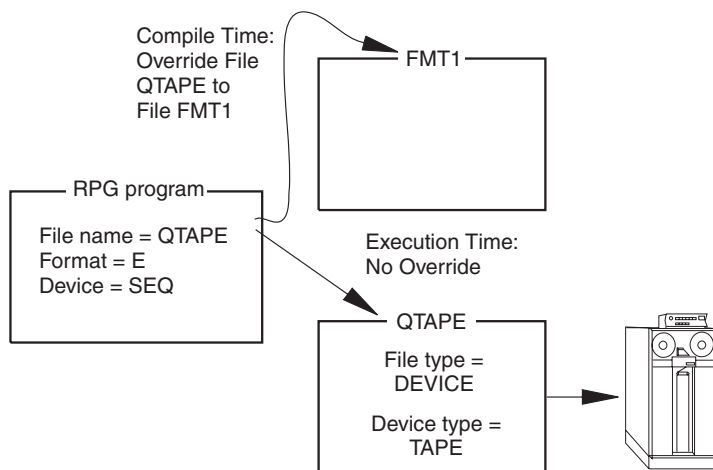 Compile Time:
Override File
QTAPE to
File FMT1
FMT1
RPG program
File name = QTAPE
Format = E
Device = SEQ
Execution Time:
No Override
QTAPE
File type =
DEVICE
Device type =
TAPE